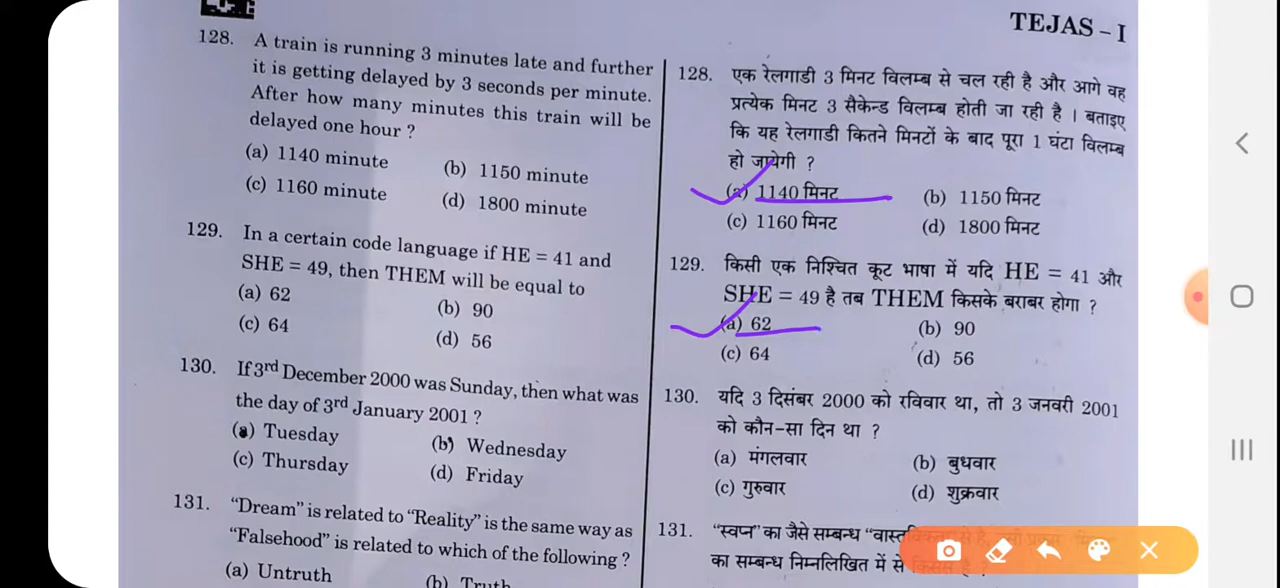 TEJAS – I
128. A train is running 3 minutes late and further
it is getting delayed by 3 seconds per minute.
After how many minutes this train will be
delayed one hour ?
(a) 1140 minute (b) 1150 minute
(c) 1160 minute (d) 1800 minute
129. In a certain code language if HE = 41 and
SHE = 49, then THEM will be equal to
(a) 62 (b) 90
(c) 64 (d) 56
130. If 3rd December 2000 was Sunday, then what was
the day of 3rd January 2001 ?
(a) Tuesday (b) Wednesday
(c) Thursday (d) Friday
131. “Dream” is related to “Reality” is the same way as
“Falsehood” is related to which of the following ?
(a) Untruth (b) Truth
128. एक रेलगाडी 3 मिनट विलम्ब से चल रही है और आगे वह
प्रत्येक मिनट 3 सैकेन्ड विलम्ब होती जा रही है । बताइए
कि यह रेलगाडी कितने मिनटों के बाद पूरा 1 घंटा विलम्ब
हो जायेगी ?
(a) 1140 मिनट (b) 1150 मिनट
(c) 1160 मिनट (d) 1800 मिनट
129. किसी एक निश्चित कूट भाषा में यदि HE = 41 और
SHE = 49 है तब THEM किसके बराबर होगा ?
(a) 62 (b) 90
(c) 64 (d) 56
130. यदि 3 दिसंबर 2000 को रविवार था, तो 3 जनवरी 2001
को कौन-सा दिन था ?
(a) मंगलवार (b) बुधवार
(c) गुरुवार (d) शुक्रवार
131. “स्वप्न” का जैसे सम्बन्ध
का सम्बन्ध निम्नलिखित में से